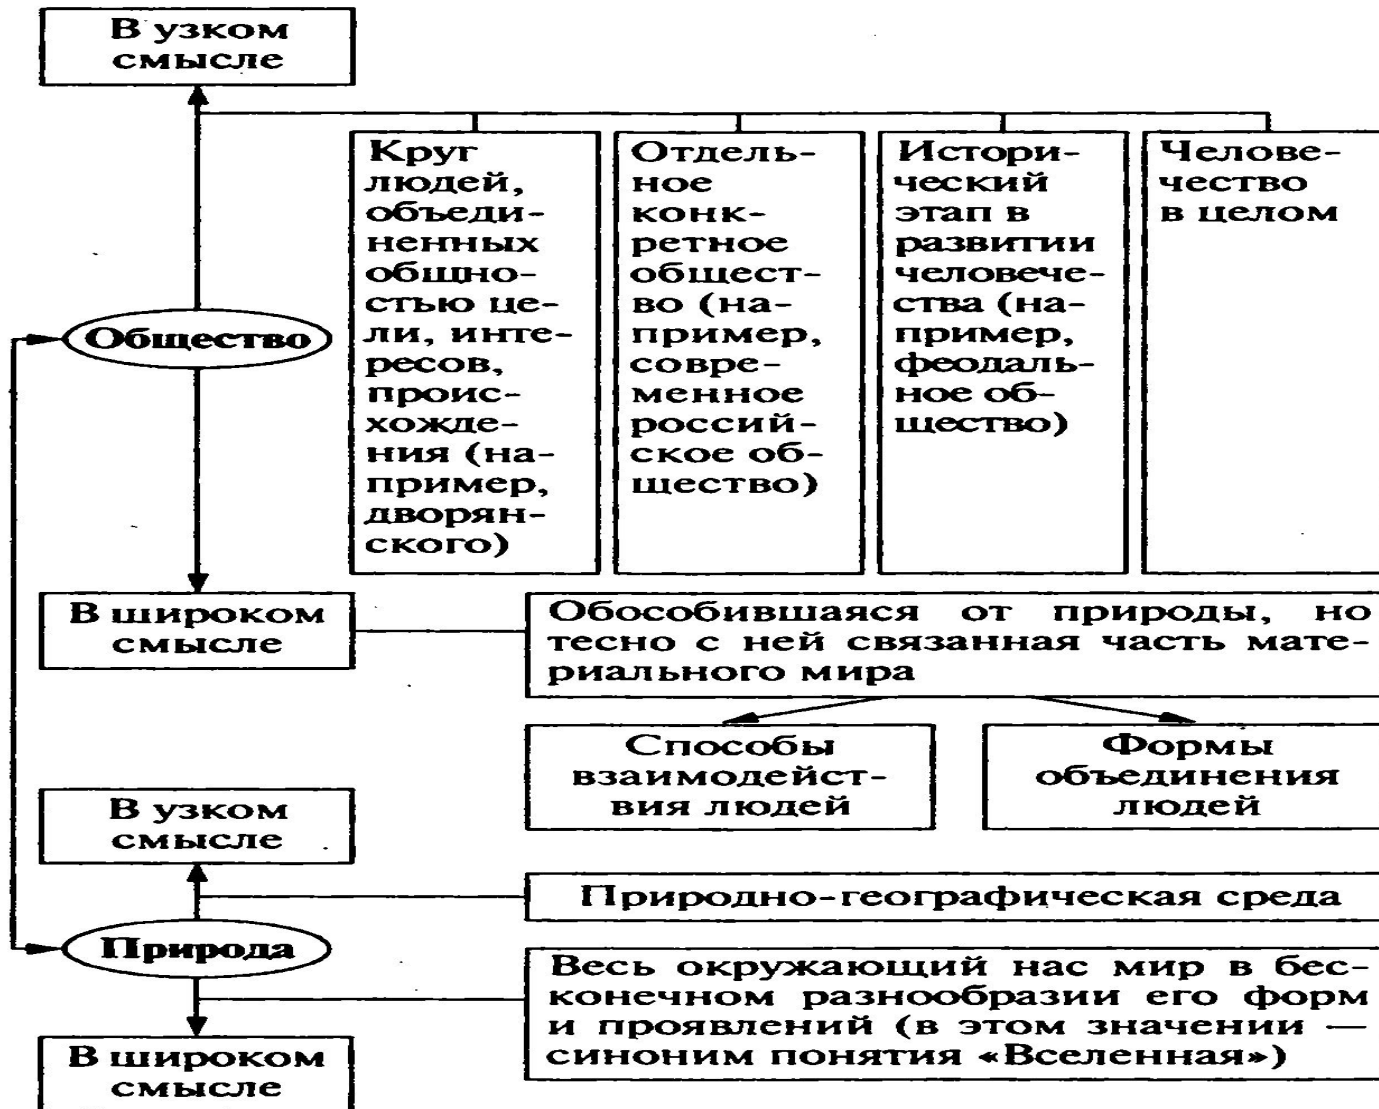 В узком
смысле
Круг
людей,
объеди-
ненных
общно-
стью це-
ли, инте-
ресов,
проис-
хожде-
ния (на-
пример,
дворян-
ского)
Отдель-
ное
конк-
ретное
общест-
во (на-
пример,
совре-
менное
россий-
ское об-
щество)
Истори-
ческий
этап в
развитии
человече-
ства (на-
пример,
феодаль-
ное об-
щество)
Челове-
чество
в целом
Общество
В широком
смысле
Обособившаяся от природы, но
тесно с ней связанная часть мате-
риального мира
Способы
взаимодейст-
вия людей
Формы
объединения
людей
В узком
смысле
Природно-географическая среда
Природа
Весь окружающий нас мир в бес-
конечном разнообразии его форм
и проявлений (в этом значении —
синоним понятия «Вселенная»)
В широком
смысле